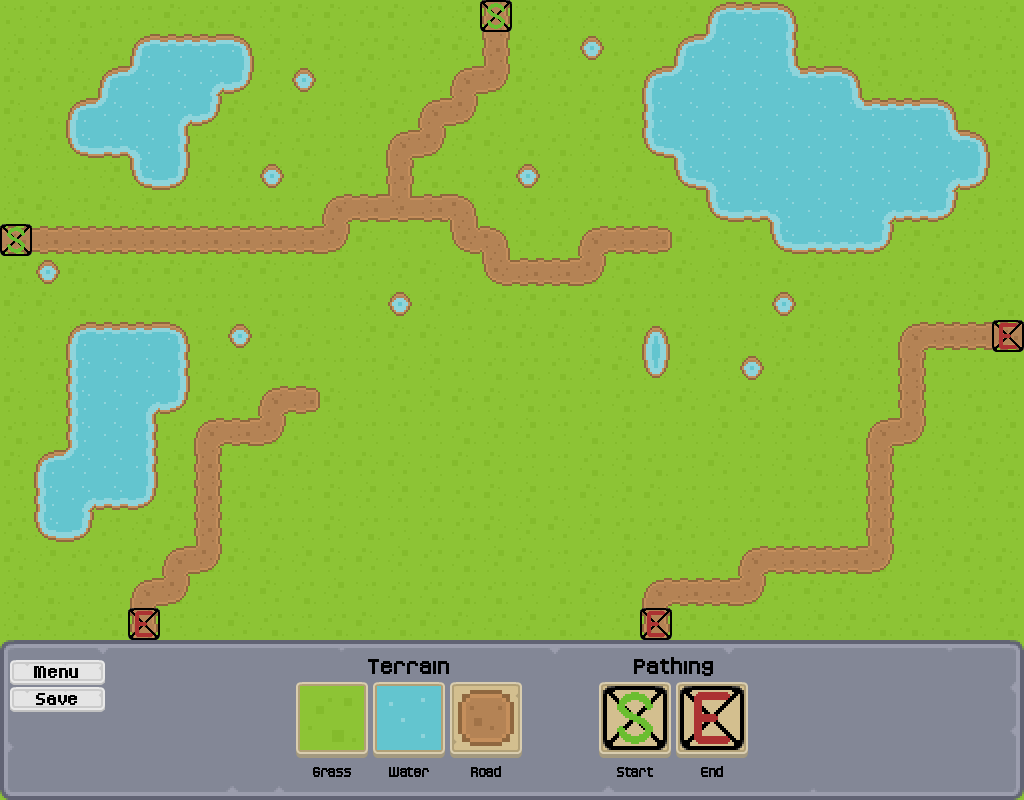 S
S
E
E
E
Menu
Save
Terrain
Pathing
S
E
Grass
Water
Road
Start
End